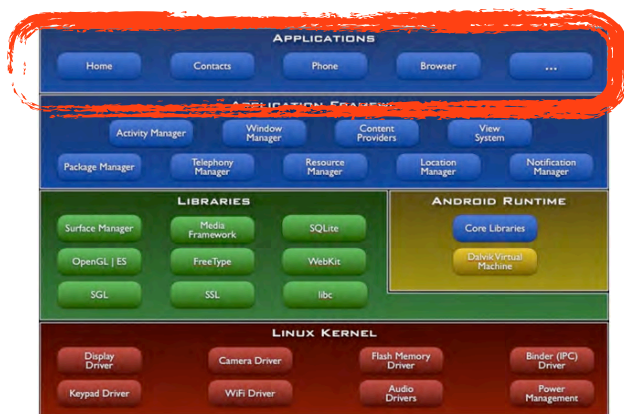 APPLICATIONS
Home Contacts Phone Browser ...
APPLICATION
Activity Manager Window Manager Content Providers View System
Package Manager Telephony Manager Resource Manager Location Manager Notification Manager
LIBRARIES
Surface Manager Media Framework SQLite
OpenGL | ES FreeType WebKit
SGL SSL libc
ANDROID RUNTIME
Core Libraries
Dalvik Virtual Machine
LINUX KERNEL
Display Driver Camera Driver Flash Memory Driver Binder (IPC) Driver
Keypad Driver WiFi Driver Audio Drivers Power Management